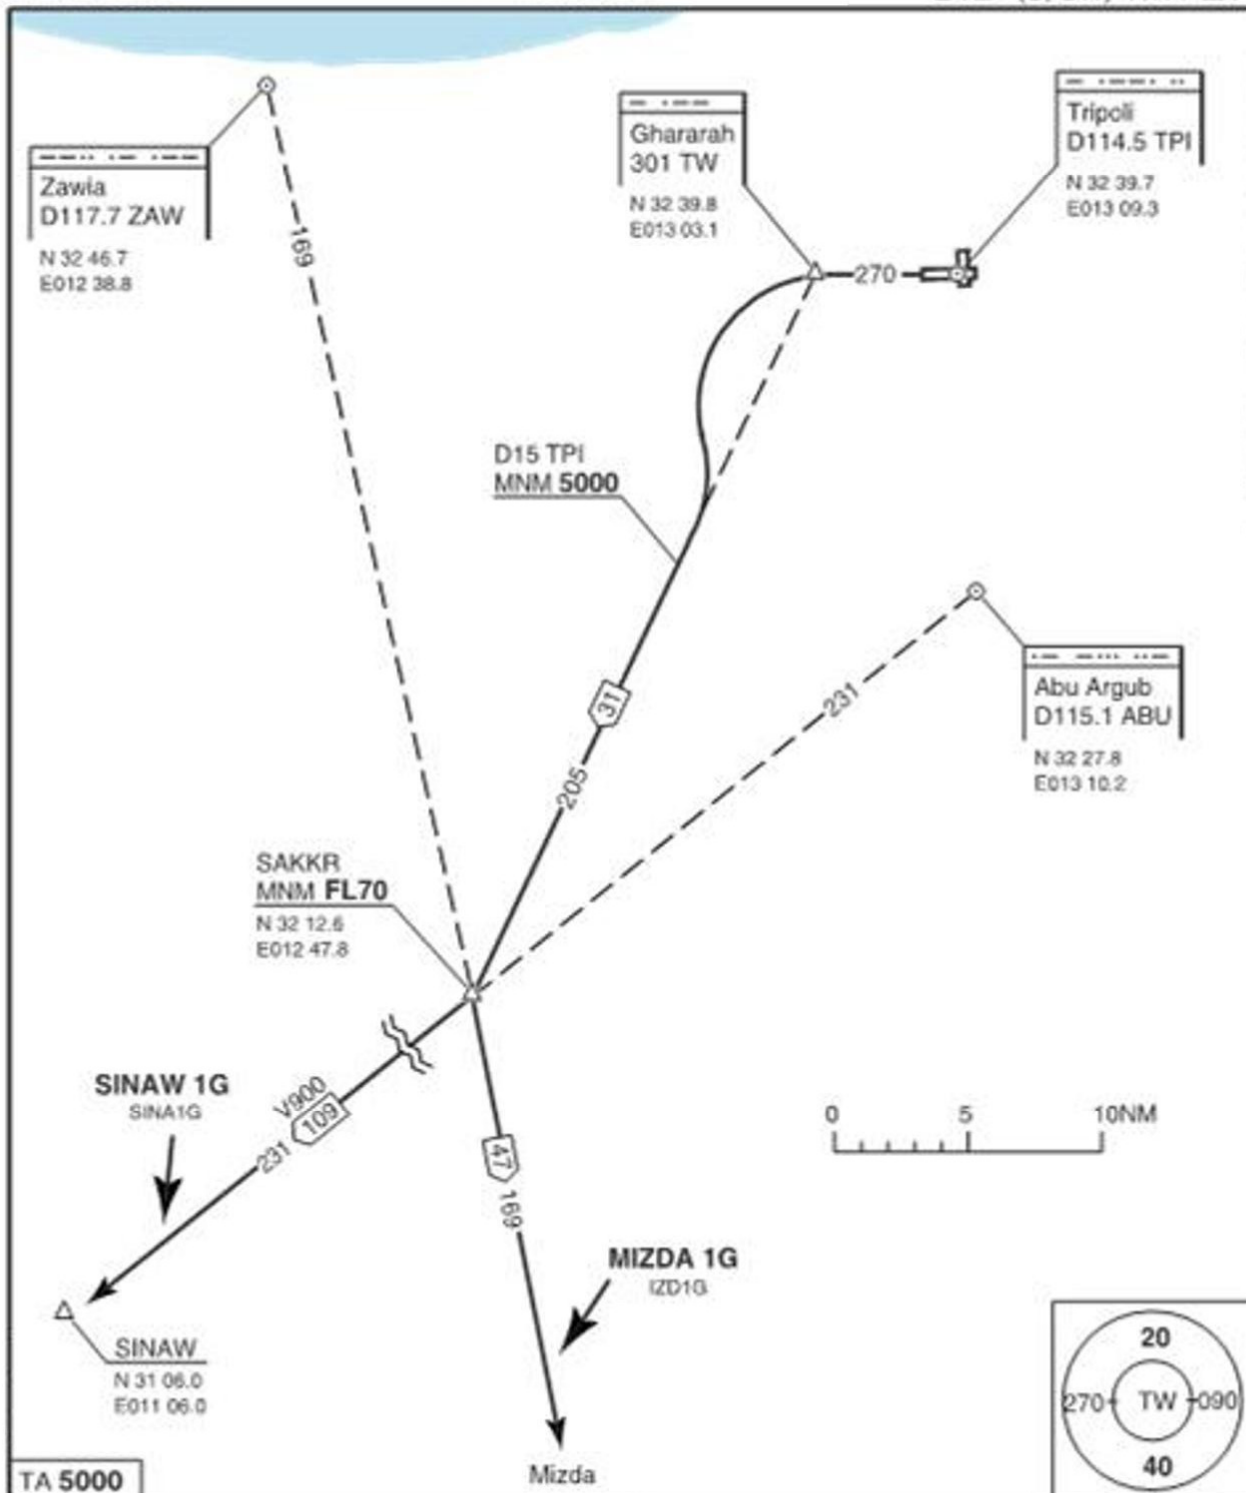 Zawia
D117.7 ZAW
N 32 46.7
E012 38.8
169
Ghararah
301 TW
N 32 39.8
E013 03.1
Tripoli
D114.5 TPI
N 32 39.7
E013 09.3
270
D15 TPI
MNM 5000
31
205
231
Abu Argub
D115.1 ABU
N 32 27.8
E013 10.2
SAKKR
MNM FL70
N 32 12.6
E012 47.8
SINAW 1G
SINA1G
V900
109
231
47
169
0 5 10NM
MIZDA 1G
IZD1G
SINAW
N 31 06.0
E011 06.0
Mizda
20
270 TW 090
40
TA 5000